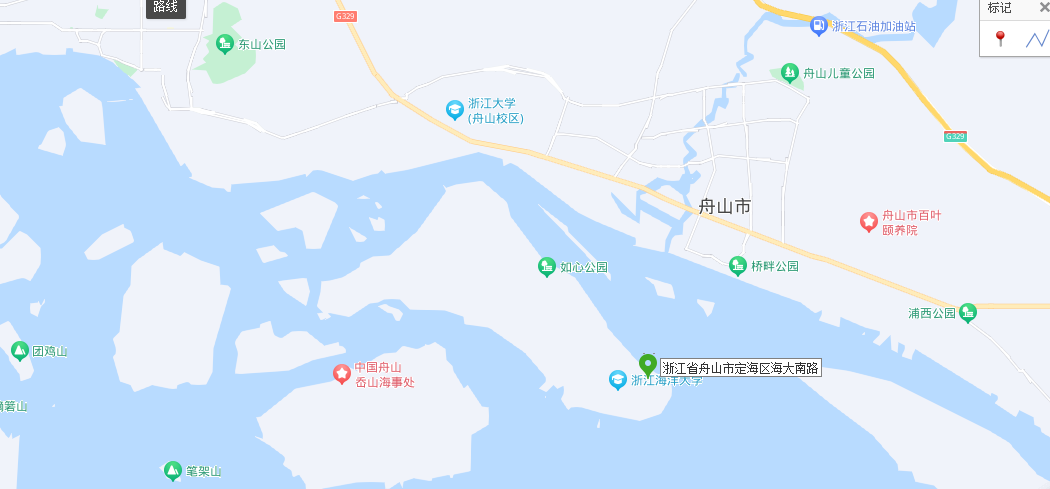 路线
标记
G329
浙江石油加油站
东山公园
舟山儿童公园
浙江大学
(舟山校区)
G329
舟山市
舟山市百叶
颐养院
如心公园
桥畔公园
浦西公园
团鸡山
中国舟山
岙山海事处
浙江省舟山市定海区海大南路
浙江海洋大学
箬山
笔架山